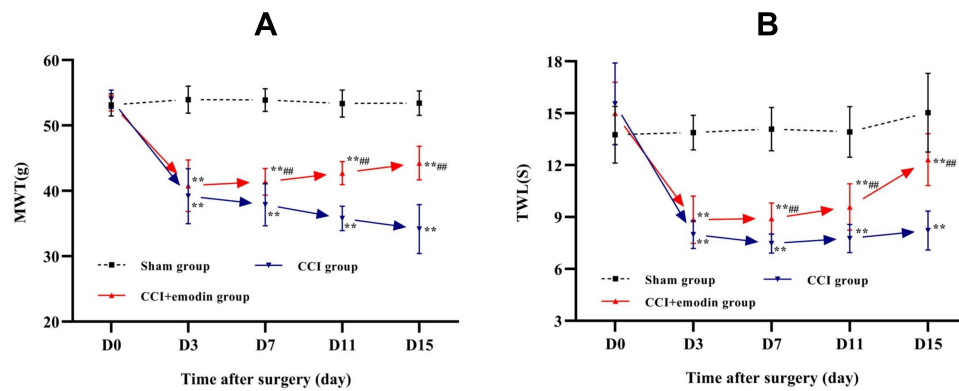 A
MWT(g)
60
50
40
30
20
**
**
**##
**
**##
**
**##
**
Sham group
CCI group
CCI+emodin group
D0 D3 D7 D11 D15
Time after surgery (day)
B
TWL(S)
18
15
12
9
6
3
**
**
**##
**
**##
**
**##
**
Sham group
CCI group
CCI+emodin group
D0 D3 D7 D11 D15
Time after surgery (day)